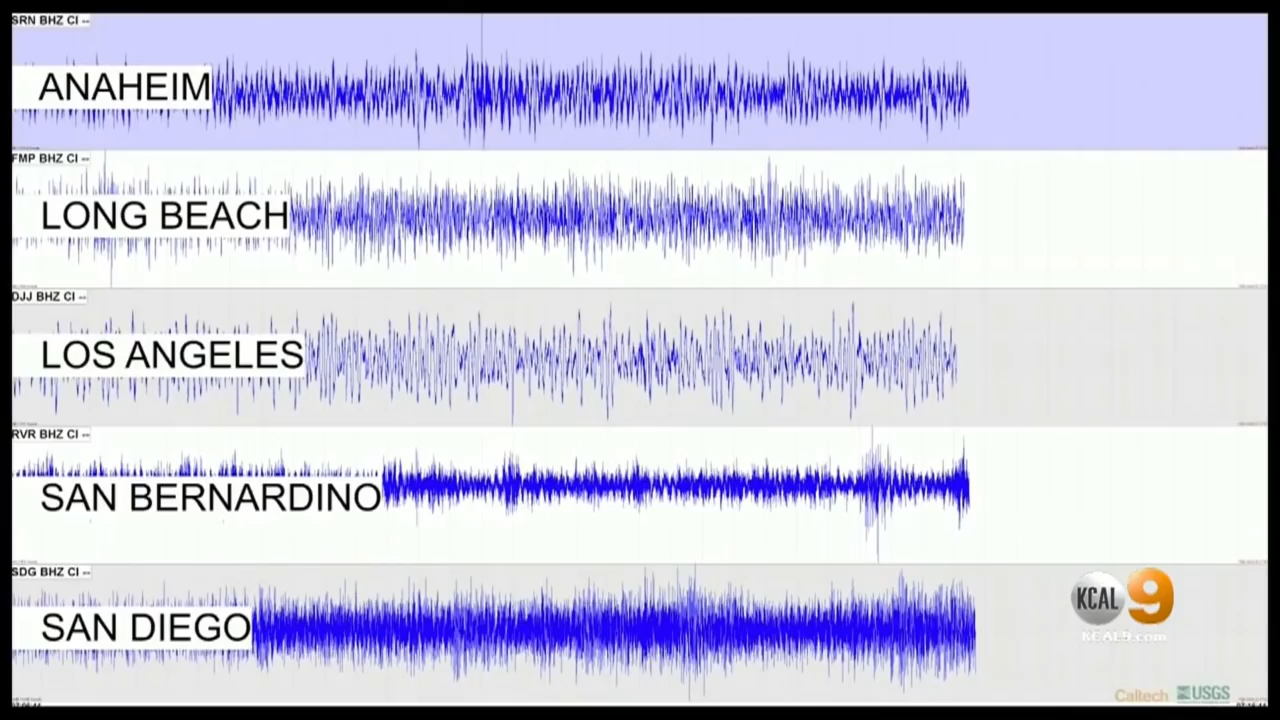 SRN BHZ CI --
ANAHEIM
FMP BHZ CI --
LONG BEACH
DJJ BHZ CI --
LOS ANGELES
RVR BHZ CI --
SAN BERNARDINO
SDG BHZ CI --
SAN DIEGO
KCAL 9
KCAL9.com
Caltech USGS